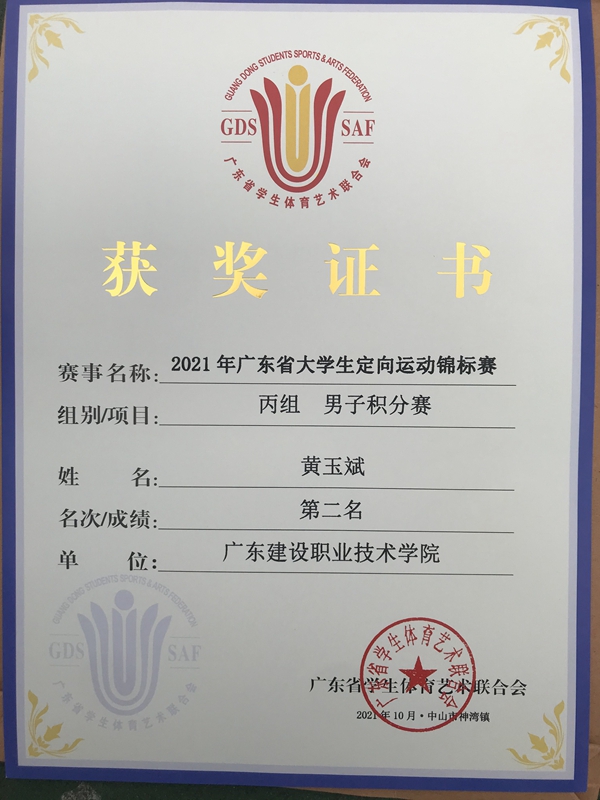 GUANG DONG STUDENTS SPORTS & ARTS FEDERATION
GDS SAF
广东省学生体育艺术联合会
获奖证书
赛事名称: 2021年广东省大学生定向运动锦标赛
组别/项目: 丙组 男子积分赛
姓 名: 黄玉斌
名次/成绩: 第二名
单 位: 广东建设职业技术学院
GUANG DONG STUDENTS SPORTS & ARTS FEDERATION
GDS SAF
广东省学生体育艺术联合会
广东省学生体育艺术联合会
广东省学生体育艺术联合会
2021年10月·中山市神湾镇